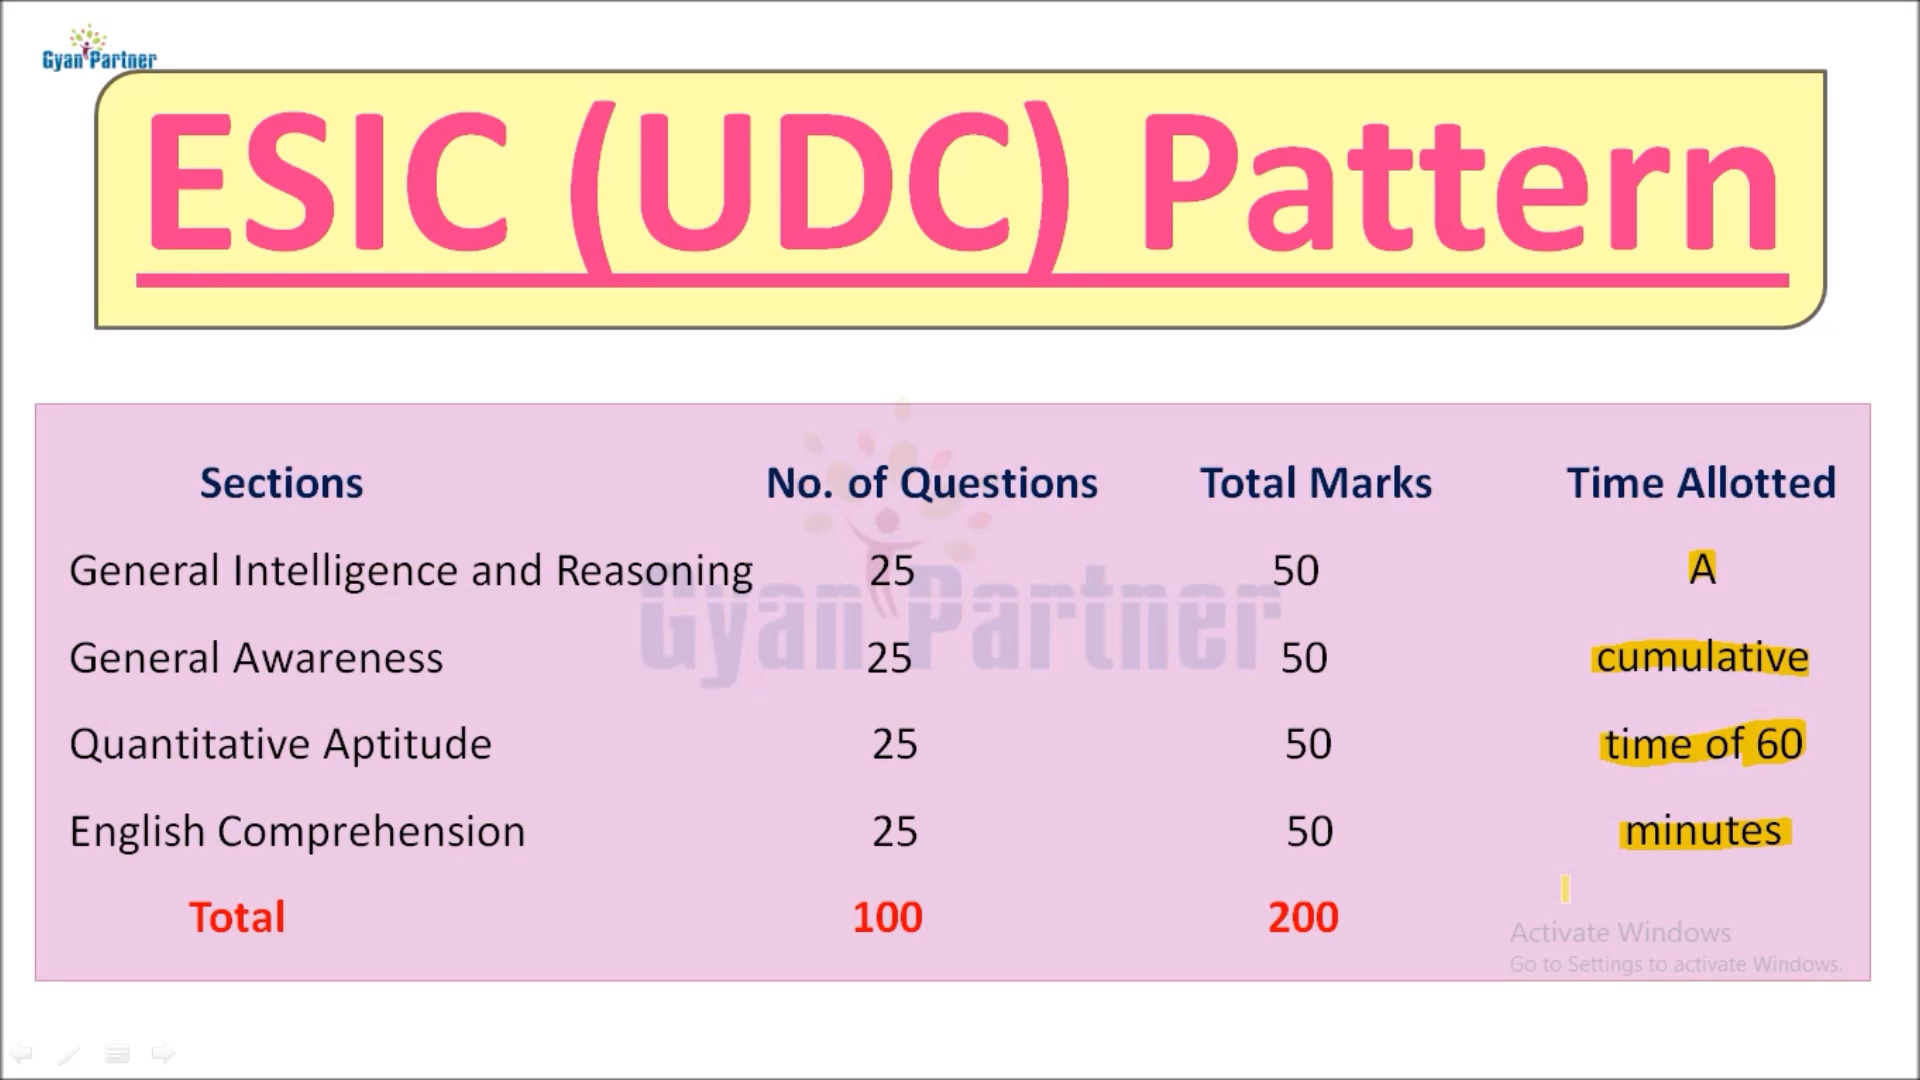 Gyan Partner
ESIC (UDC) Pattern
Sections No. of Questions Total Marks Time Allotted
General Intelligence and Reasoning 25 50 A
General Awareness 25 50 cumulative
Quantitative Aptitude 25 50 time of 60
English Comprehension 25 50 minutes
Total 100 200
Gyan Partner
Activate Windows
Go to Settings to activate Windows.